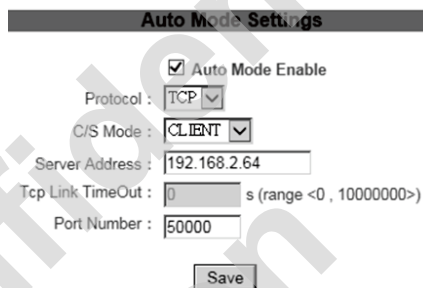 Auto Mode Settings
Auto Mode Enable
Protocol : TCP
C/S Mode : CLIENT
Server Address : 192.168.2.64
Tcp Link TimeOut : 0 s (range <0 , 10000000>)
Port Number : 50000
Save